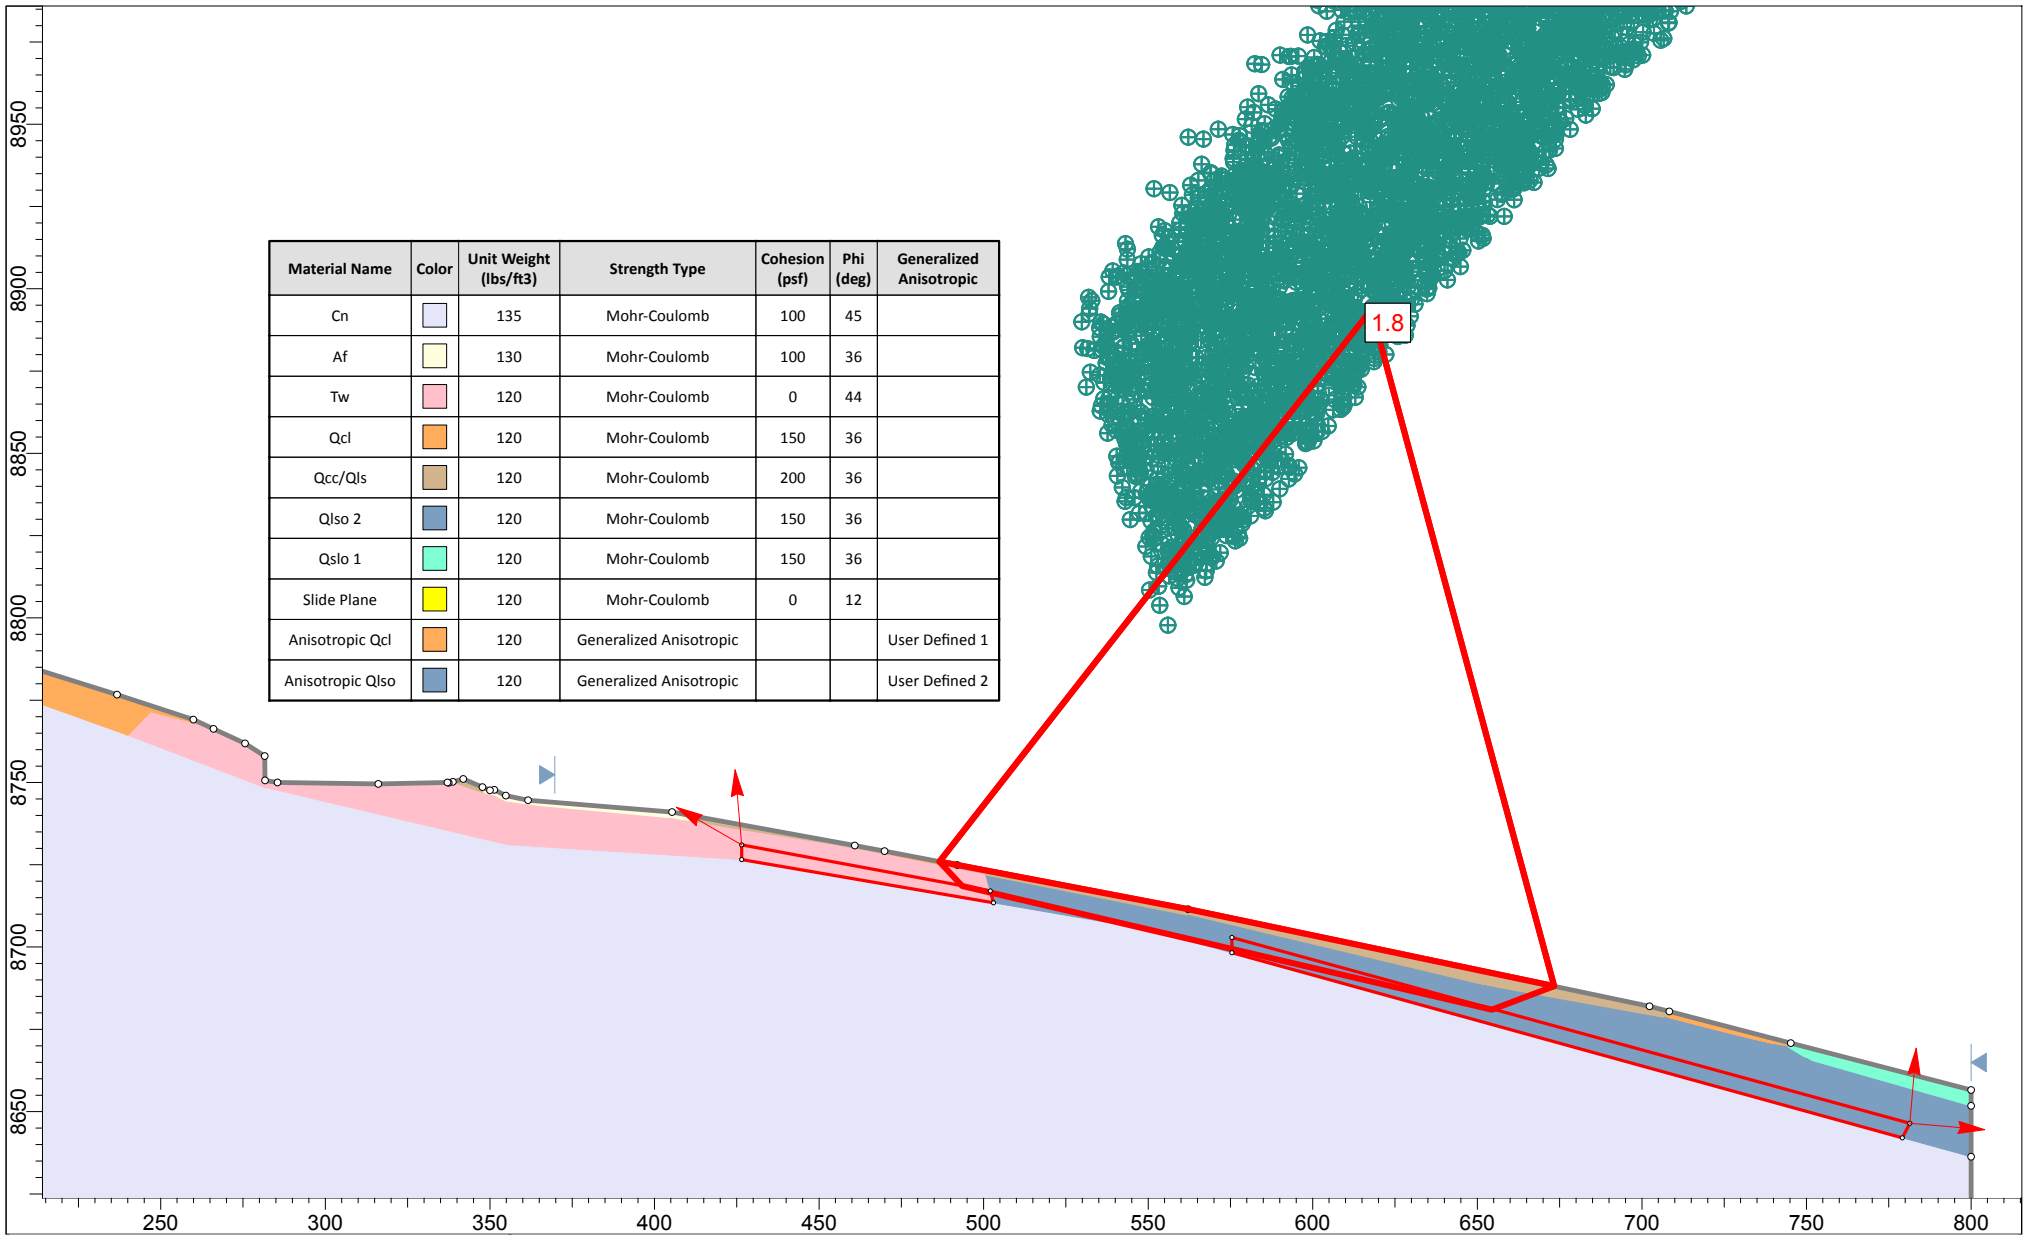 8950
8900
8850
8800
8750
8700
8650
1.8
Material Name Color Unit Weight (lbs/ft3) Strength Type Cohesion (psf) Phi (deg) Generalized Anisotropic
Cn 135 Mohr-Coulomb 100 45
Af 130 Mohr-Coulomb 100 36
Tw 120 Mohr-Coulomb 0 44
Qcl 120 Mohr-Coulomb 150 36
Qcc/Qls 120 Mohr-Coulomb 200 36
Qlso 2 120 Mohr-Coulomb 150 36
Qslo 1 120 Mohr-Coulomb 150 36
Slide Plane 120 Mohr-Coulomb 0 12
Anisotropic Qcl 120 Generalized Anisotropic User Defined 1
Anisotropic Qlso 120 Generalized Anisotropic User Defined 2
250 300 350 400 450 500 550 600 650 700 750 800